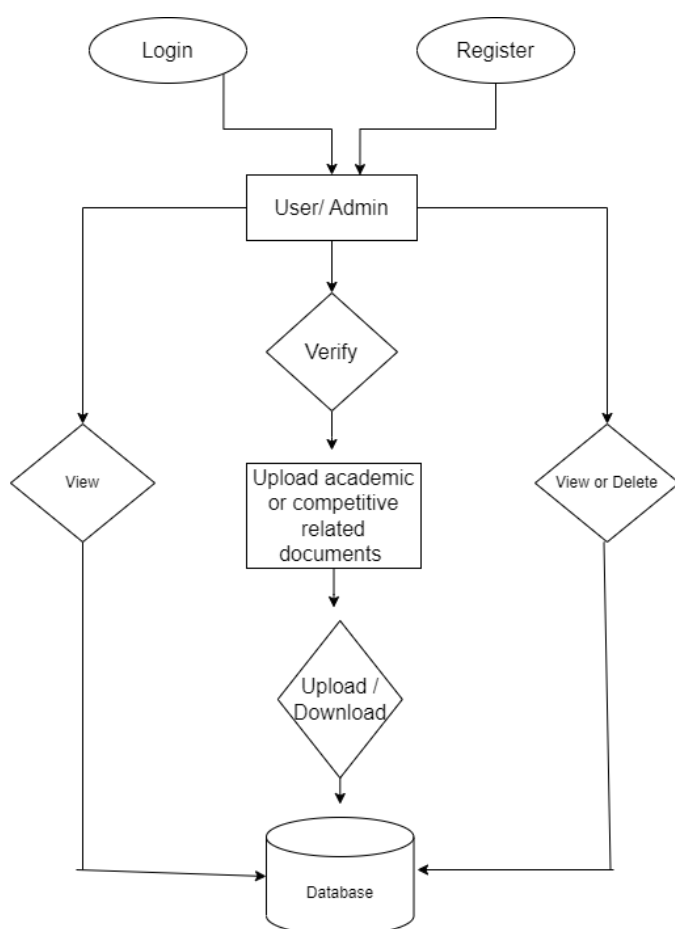 Login
Register
User/ Admin
Verify
View
Upload academic
or competitive
related
documents
View or Delete
Upload /
Download
Database